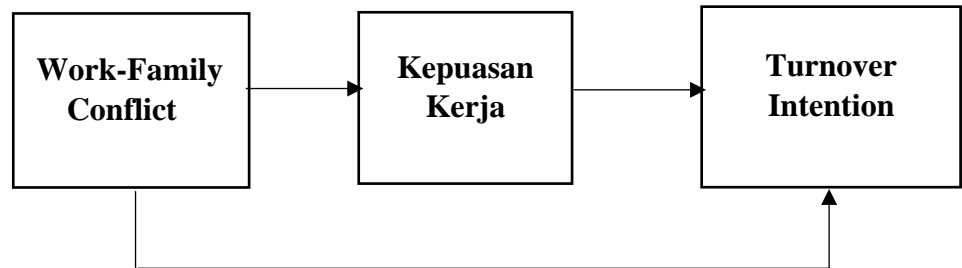 Work-Family
Conflict
Kepuasan
Kerja
Turnover
Intention